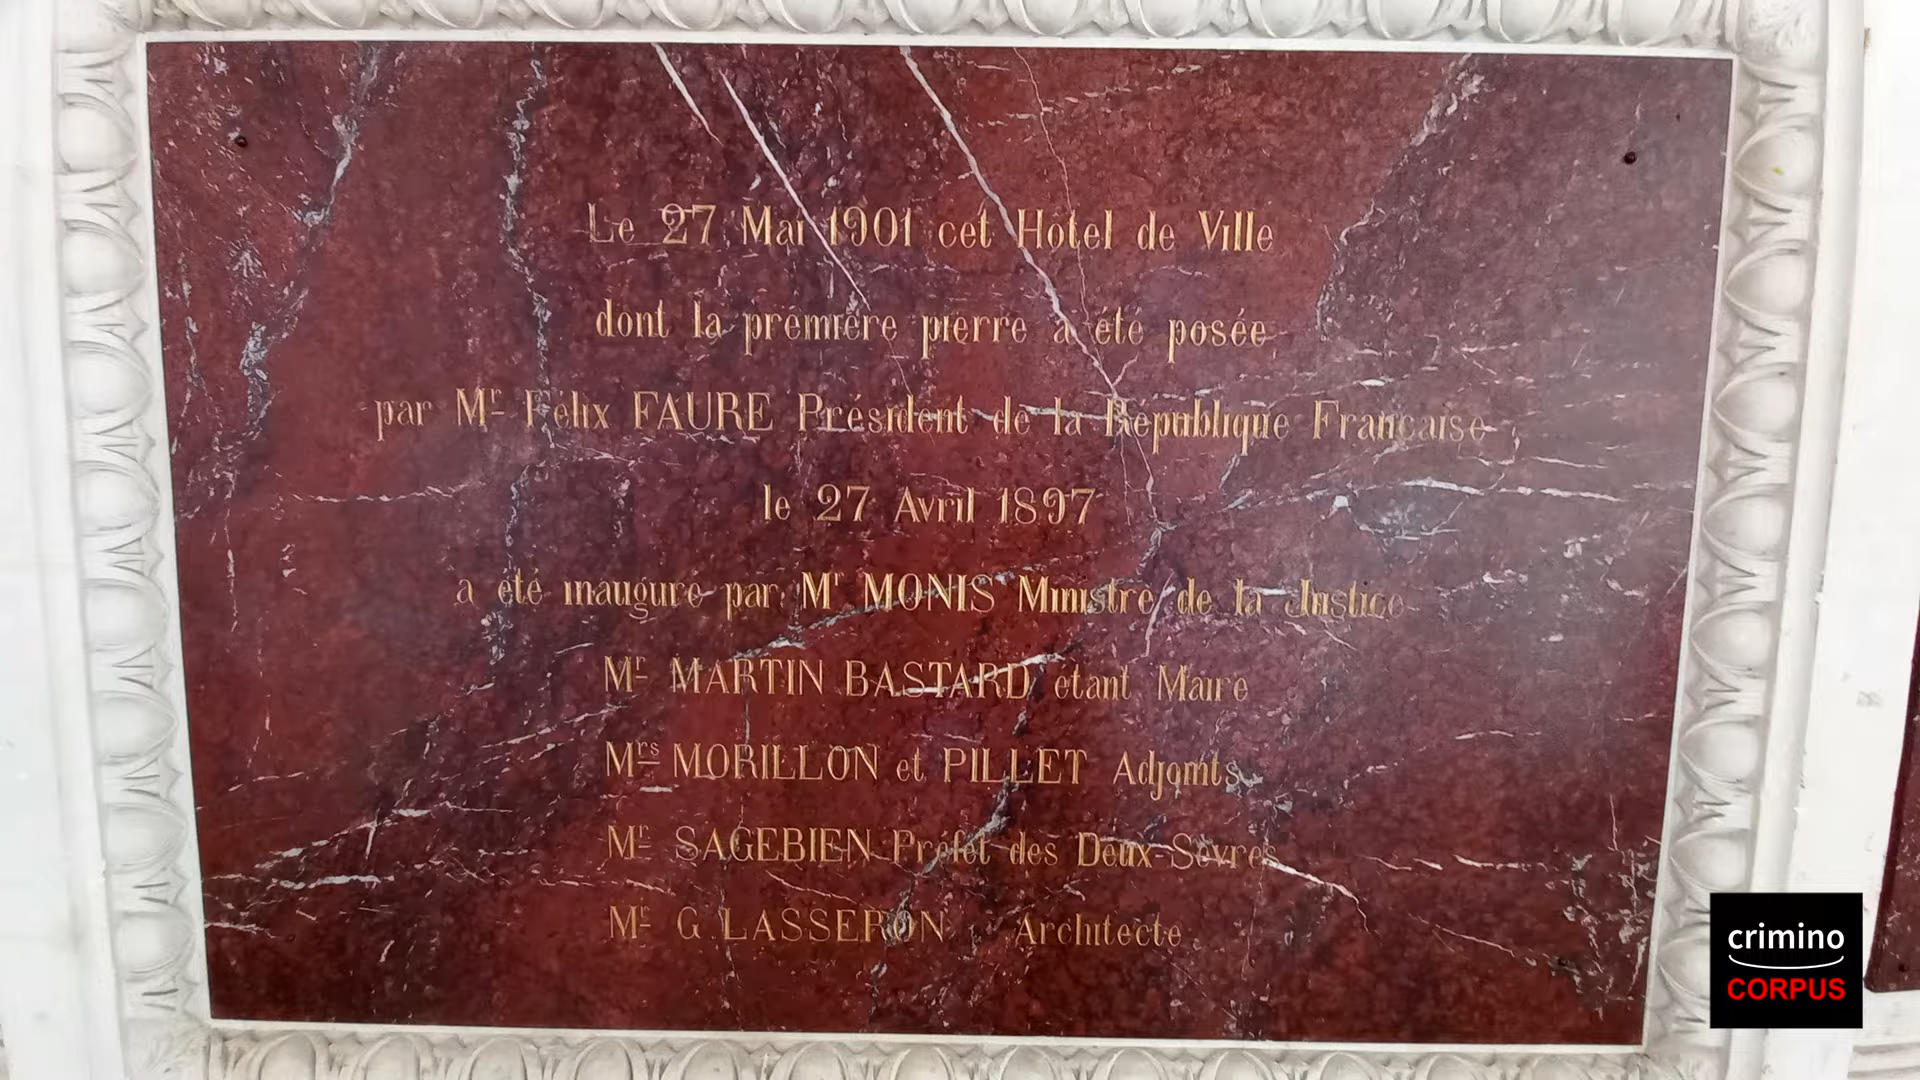 Le 27 Mai 1901 cet Hotel de Ville
dont la première pierre a été posée
par Mr Félix FAURE Président de la République Française
le 27 Avril 1897
a été inauguré par Mr MONIS Ministre de la Justice
Mr MARTIN BASTARD étant Maire
Mrs MORILLON et PILLET Adjoints
Mr SAGEBIEN Préfet des Deux-Sèvres
Mr G. LASSERON Architecte
crimino
CORPUS